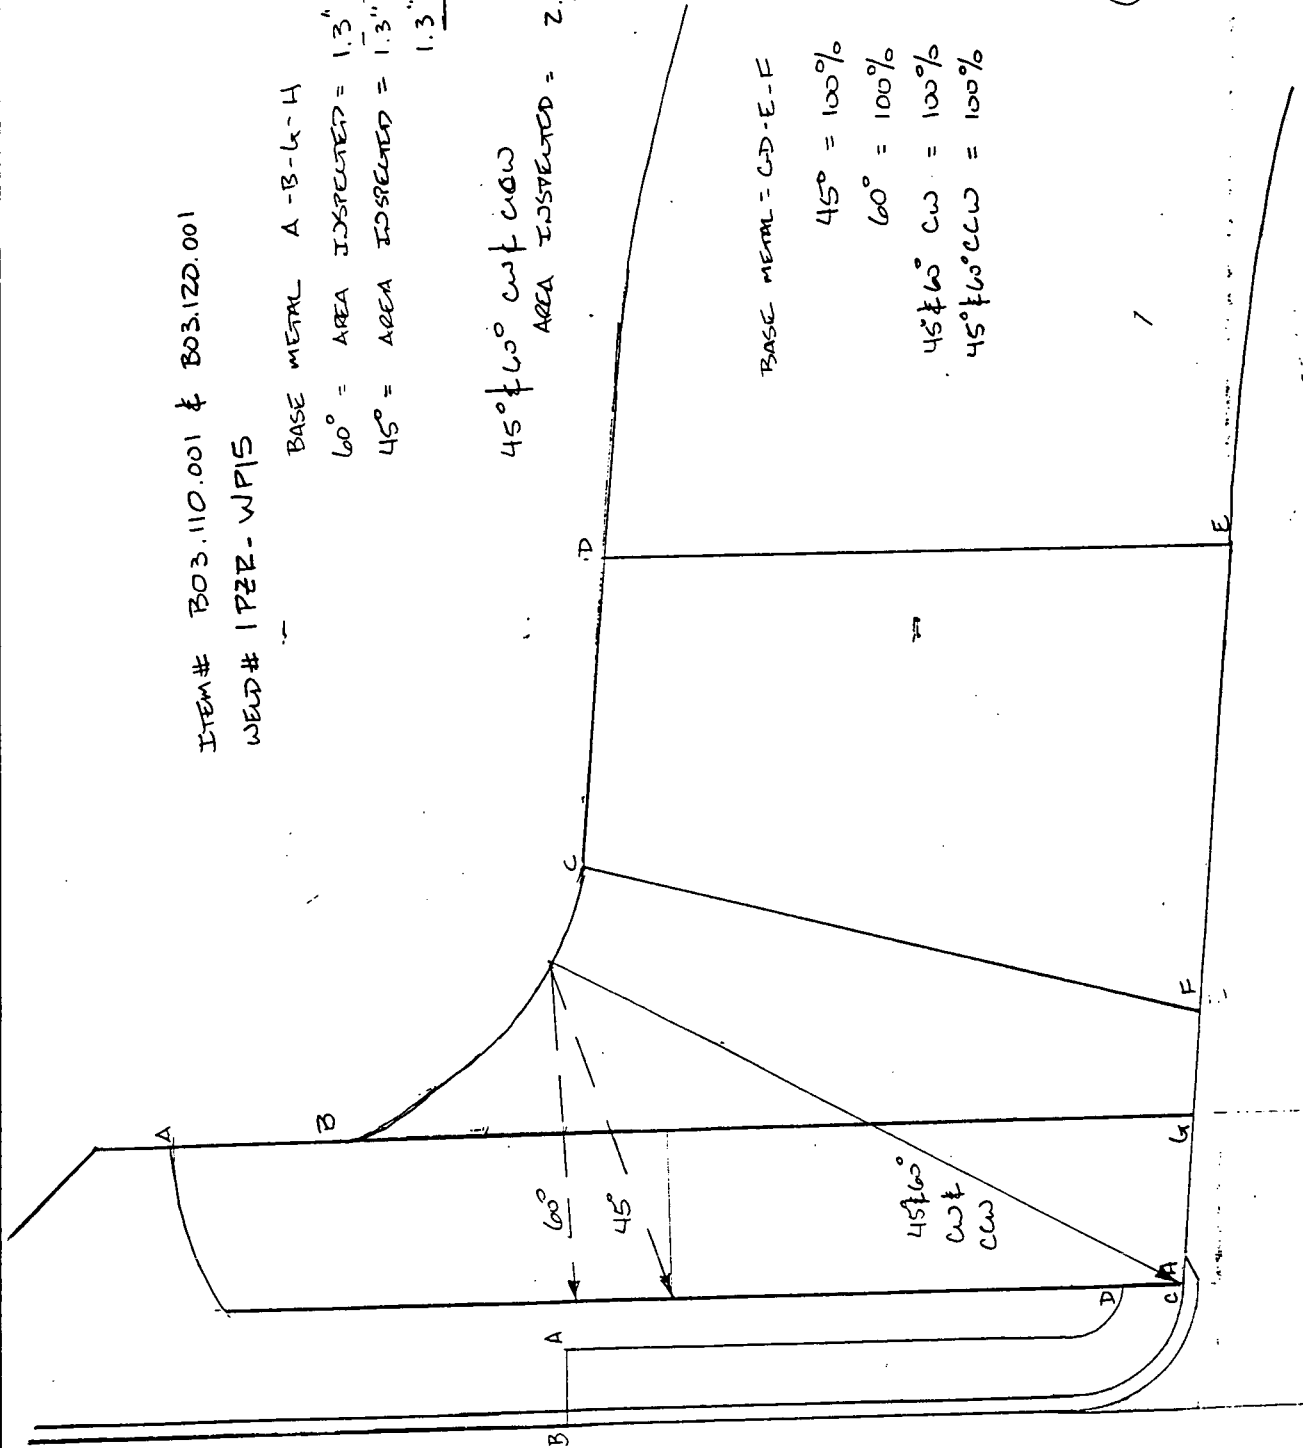 ITEM# B03.110.001 & B03.120.001
WELD# 1PZR-WP15
BASE METAL A-B-G-H
60° = AREA INSPECTED = 1.3"
45° = AREA INSPECTED = 1.3"
1.3"
45° & 60° CW & CCW
AREA INSPECTED = 2.
BASE METAL = C-D-E-F
45° = 100%
60° = 100%
45° & 60° CW = 100%
45° & 60° CCW = 100%
A
B
C
D
E
F
G
60°
45°
45 & 60°
CW &
CCW
A
B
D
C
A